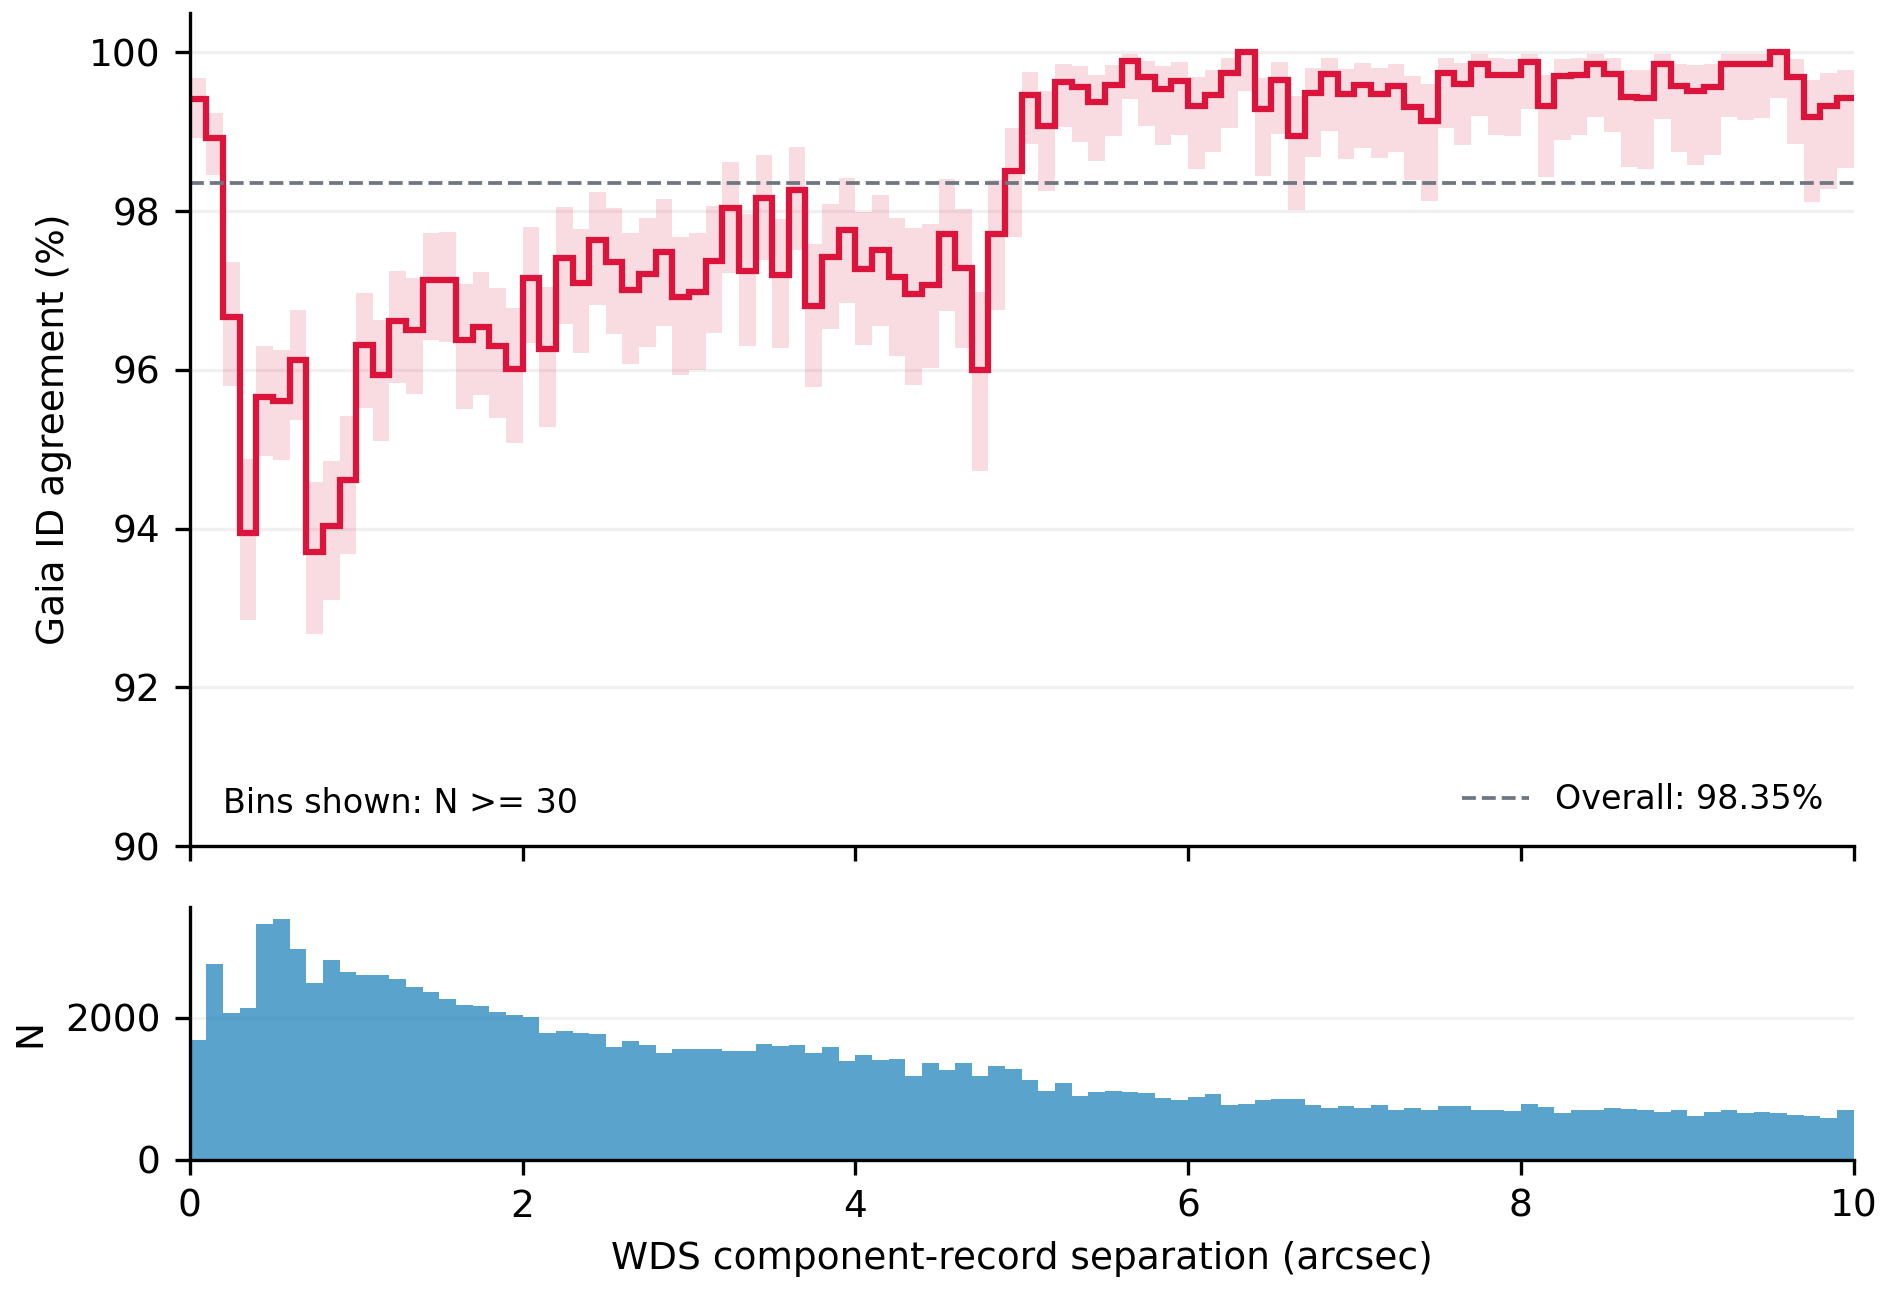 100
98
96
94
92
90
Gaia ID agreement (%)
Bins shown: N >= 30
Overall: 98.35%
2000
0
N
0 2 4 6 8 10
WDS component-record separation (arcsec)